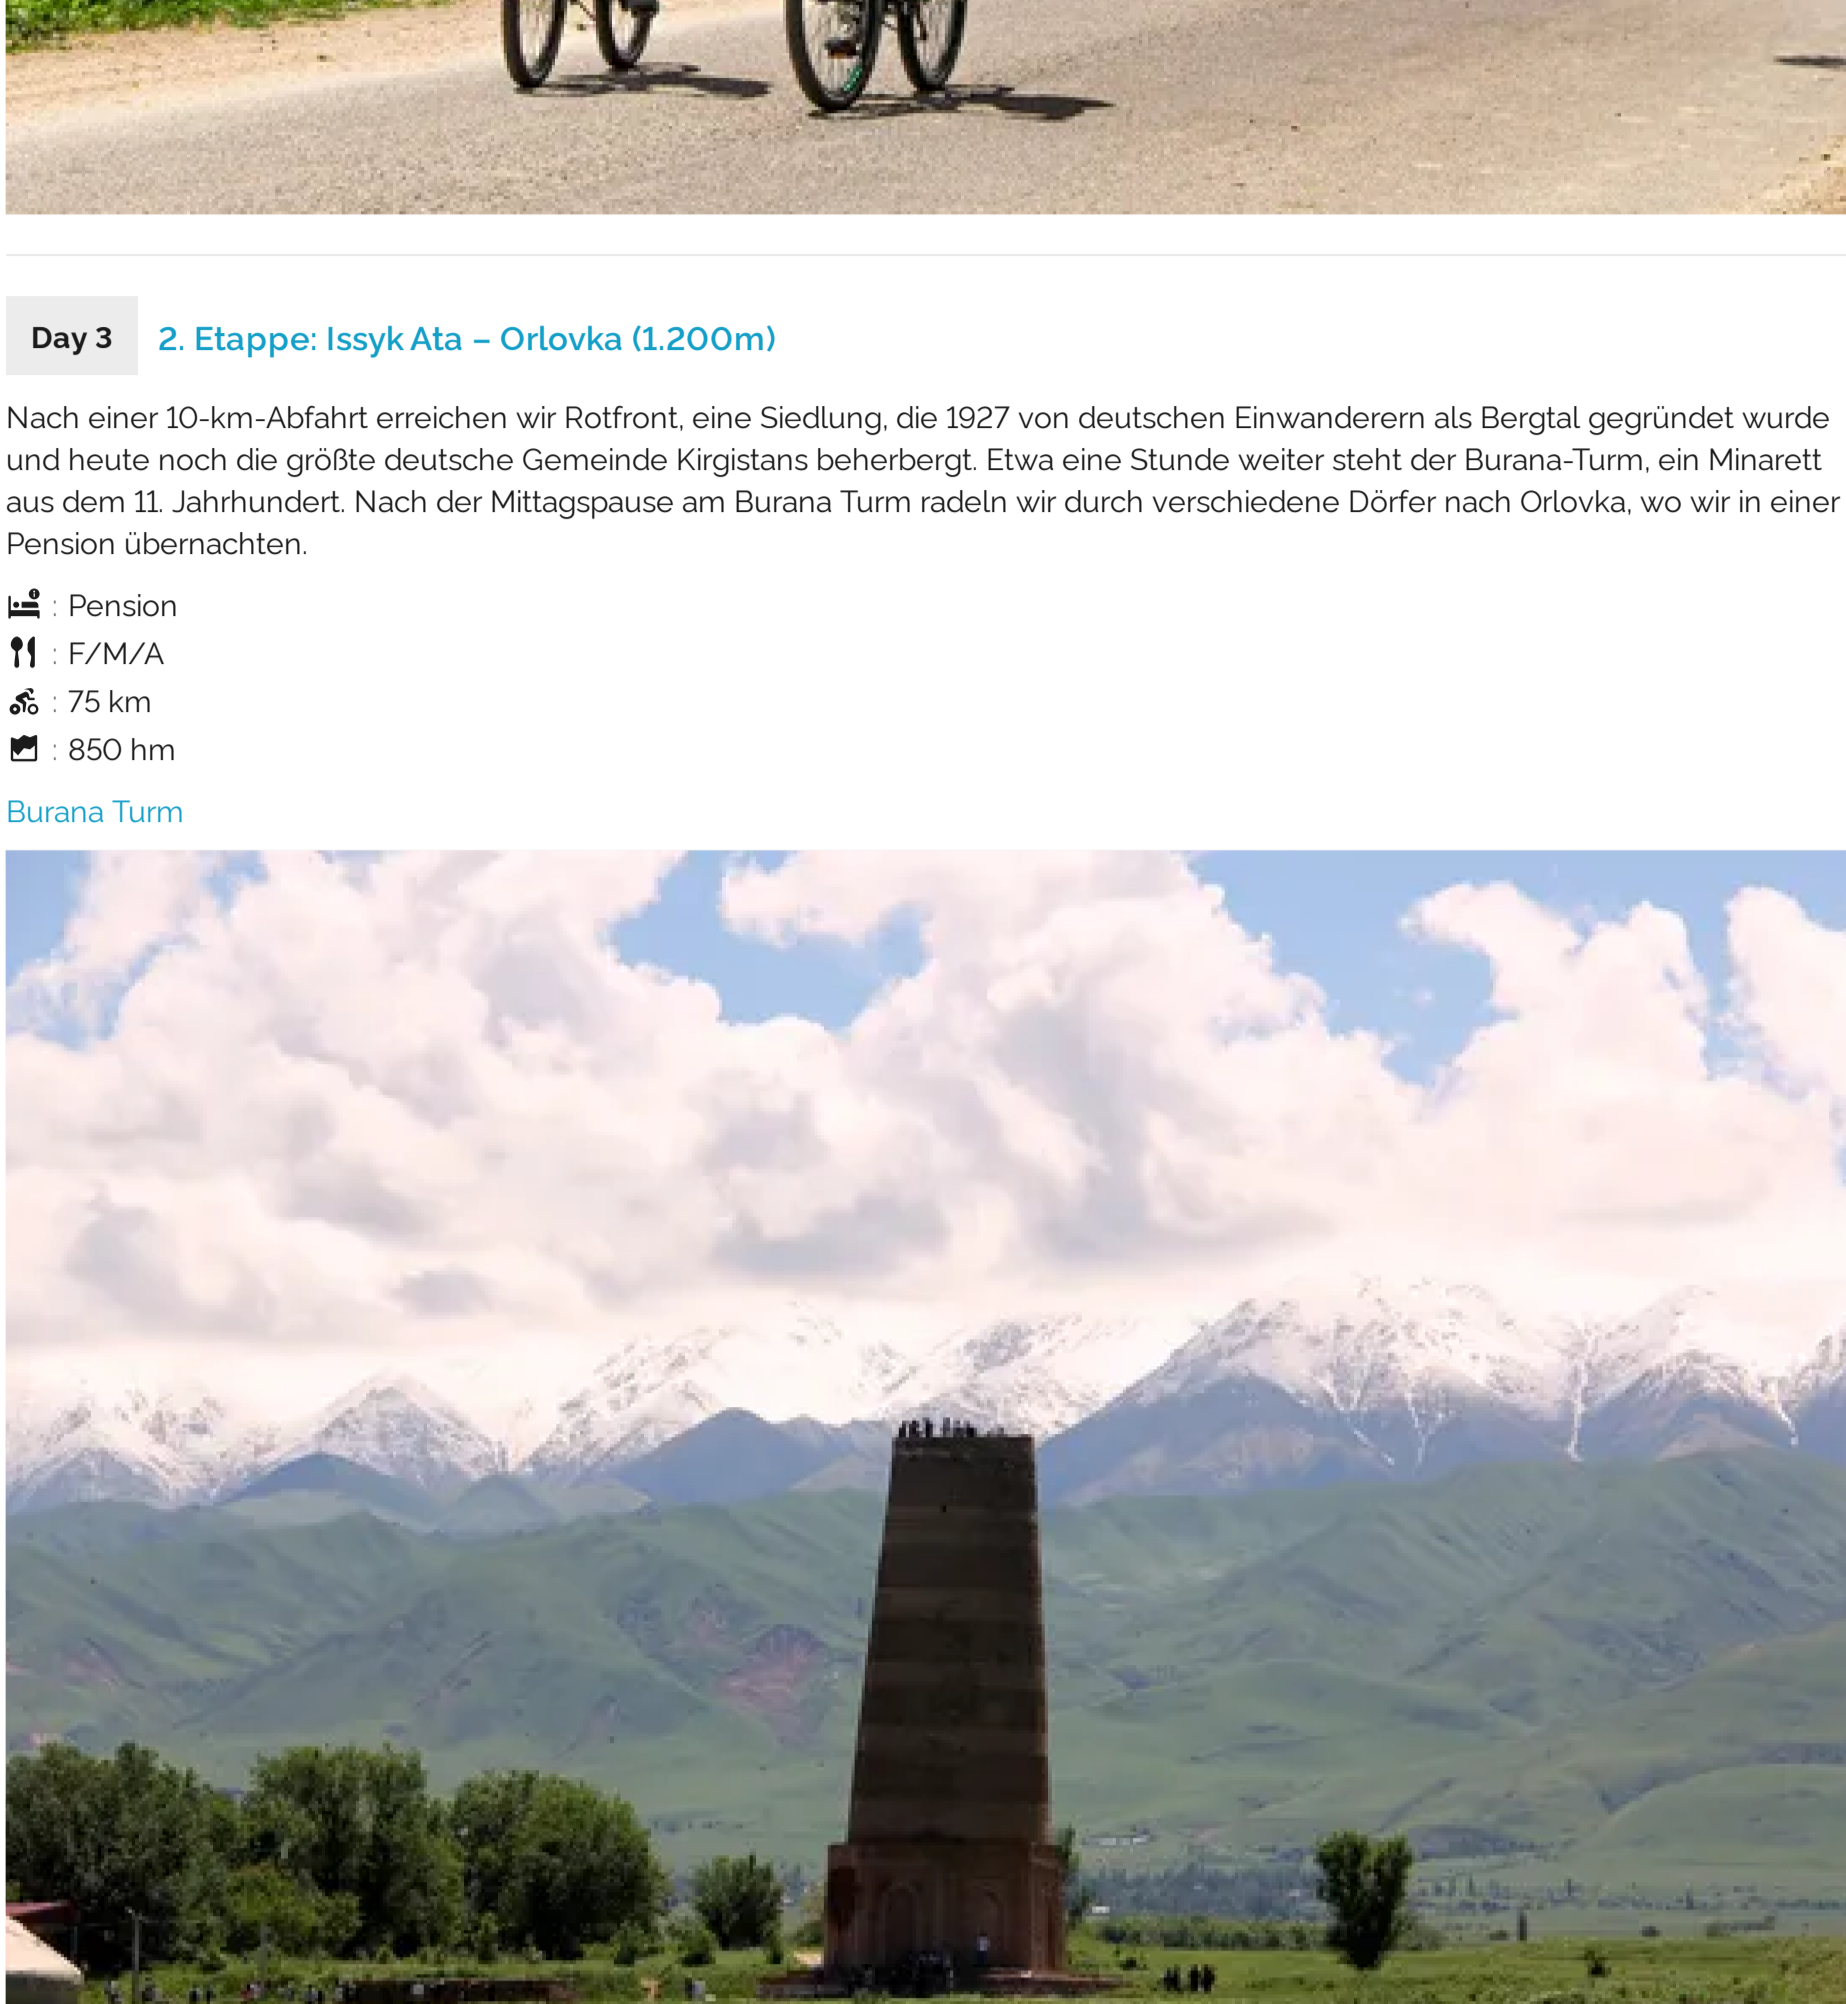 Day 3
2. Etappe: Issyk Ata – Orlovka (1.200m)
Nach einer 10-km-Abfahrt erreichen wir Rotfront, eine Siedlung, die 1927 von deutschen Einwanderern als Bergtal gegründet wurde
und heute noch die größte deutsche Gemeinde Kirgistans beherbergt. Etwa eine Stunde weiter steht der Burana-Turm, ein Minarett
aus dem 11. Jahrhundert. Nach der Mittagspause am Burana Turm radeln wir durch verschiedene Dörfer nach Orlovka, wo wir in einer
Pension übernachten.
: Pension
: F/M/A
: 75 km
: 850 hm
Burana Turm